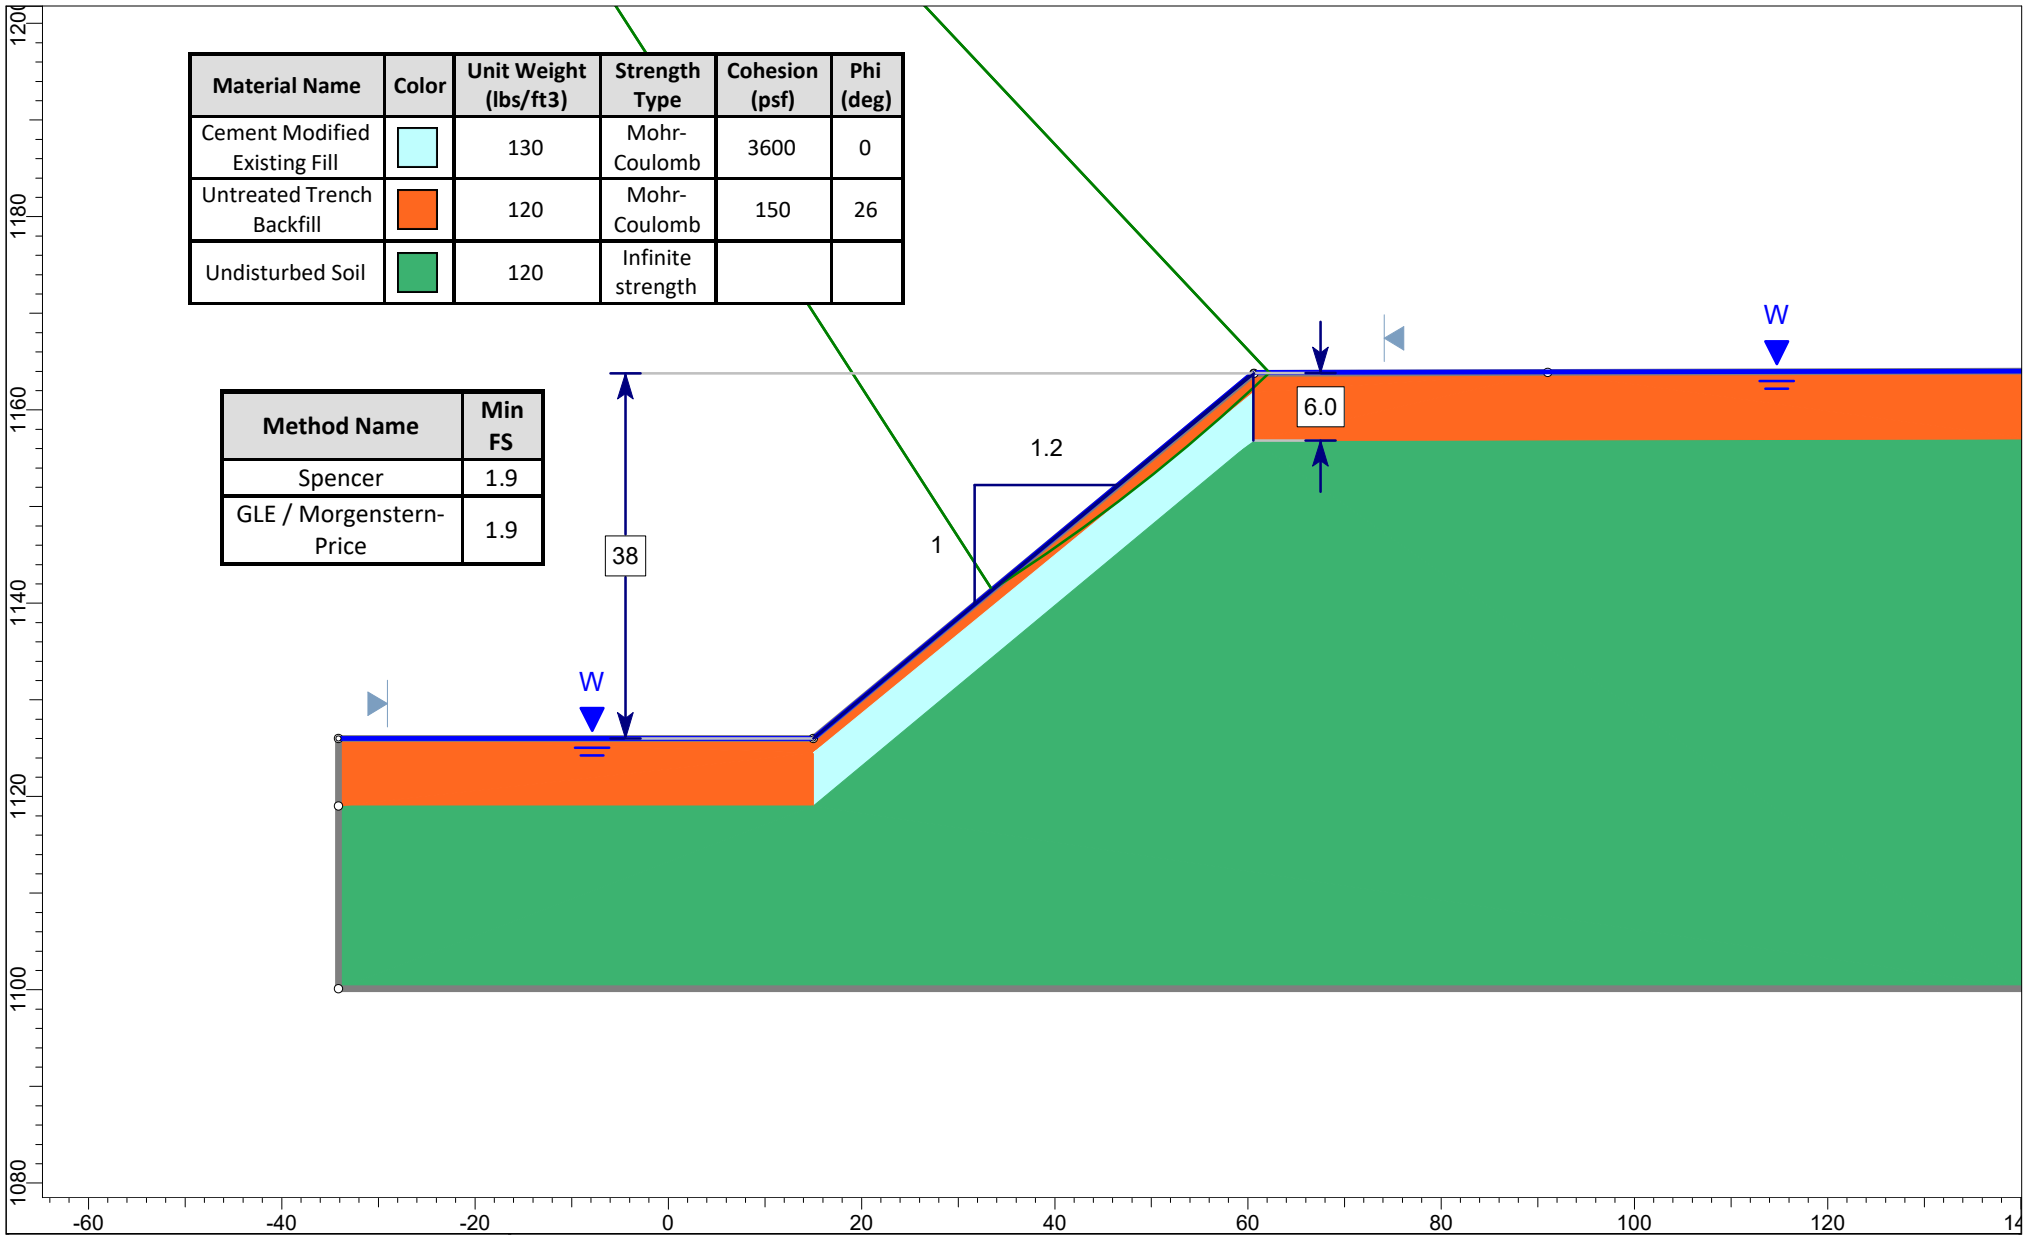 Material Name Color Unit Weight (lbs/ft3) Strength Type Cohesion (psf) Phi (deg)
Cement Modified Existing Fill 130 Mohr-Coulomb 3600 0
Untreated Trench Backfill 120 Mohr-Coulomb 150 26
Undisturbed Soil 120 Infinite strength
Method Name Min FS
Spencer 1.9
GLE / Morgenstern-Price 1.9
W
W
6.0
1.2
1
38
1200
1180
1160
1140
1120
1100
1080
-60 -40 -20 0 20 40 60 80 100 120 14